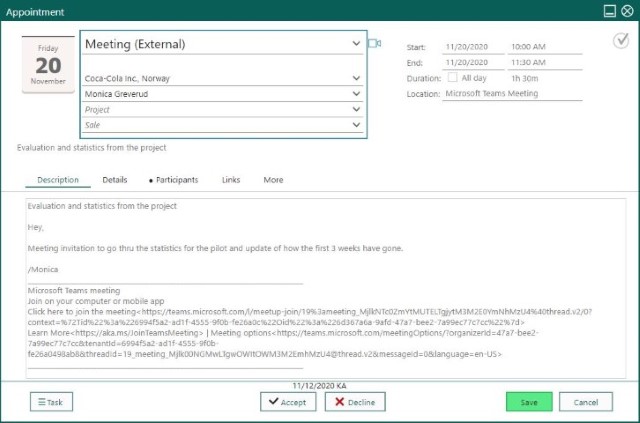 Appointment
Friday
20
November
Meeting (External)
Coca-Cola Inc., Norway
Monica Greverud
Project
Sale
Start: 11/20/2020 10:00 AM
End: 11/20/2020 11:30 AM
Duration: All day 1h 30m
Location: Microsoft Teams Meeting
Evaluation and statistics from the project
Description Details • Participants Links More
Evaluation and statistics from the project
Hey,
Meeting invitation to go thru the statistics for the pilot and update of how the first 3 weeks have gone.
/Monica
Microsoft Teams meeting
Join on your computer or mobile app
Click here to join the meeting<https://teams.microsoft.com/l/meetup-join/19%3ameeting_MjlkNTc0ZmYtMUTELTgjytM3M2E0YmNhMzU4%40thread.v2/0?
context=%72Tid%22%3a%226994f5a2-ad1f-4555-9f0b-fe26a0c%22Oid%22%3a%226d367a6a-9afd-47a7-bee2-7a99ec77c7cc%22%7d>
Learn More<https://aka.ms/JoinTeamsMeeting> | Meeting options<https://teams.microsoft.com/meetingOptions/?organizerId=47a7-bee2-
7a99ec77c7cc&tenantId=6994f5a2-ad1f-4555-9f0b-
fe26a0498ab8&threadId=19_meeting_Mjlk00NGMwLTgwOWItOWM3M2EmhMzU4@thread.v2&messageId=0&language=en-US>
11/12/2020 KA
Task
Accept
Decline
Save
Cancel